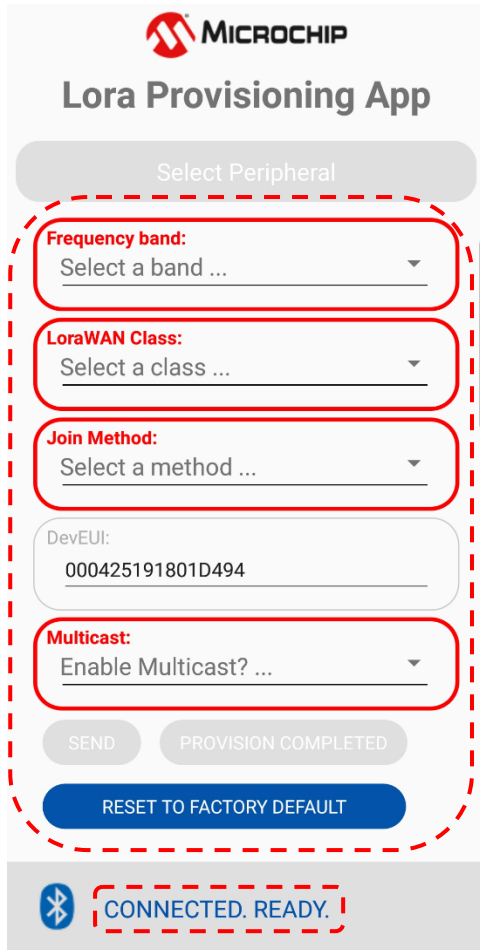 MICROCHIP
Lora Provisioning App
Select Peripheral
Frequency band:
Select a band ...
LoraWAN Class:
Select a class ...
Join Method:
Select a method ...
DevEUI:
000425191801D494
Multicast:
Enable Multicast? ...
SEND PROVISION COMPLETED
RESET TO FACTORY DEFAULT
CONNECTED. READY.